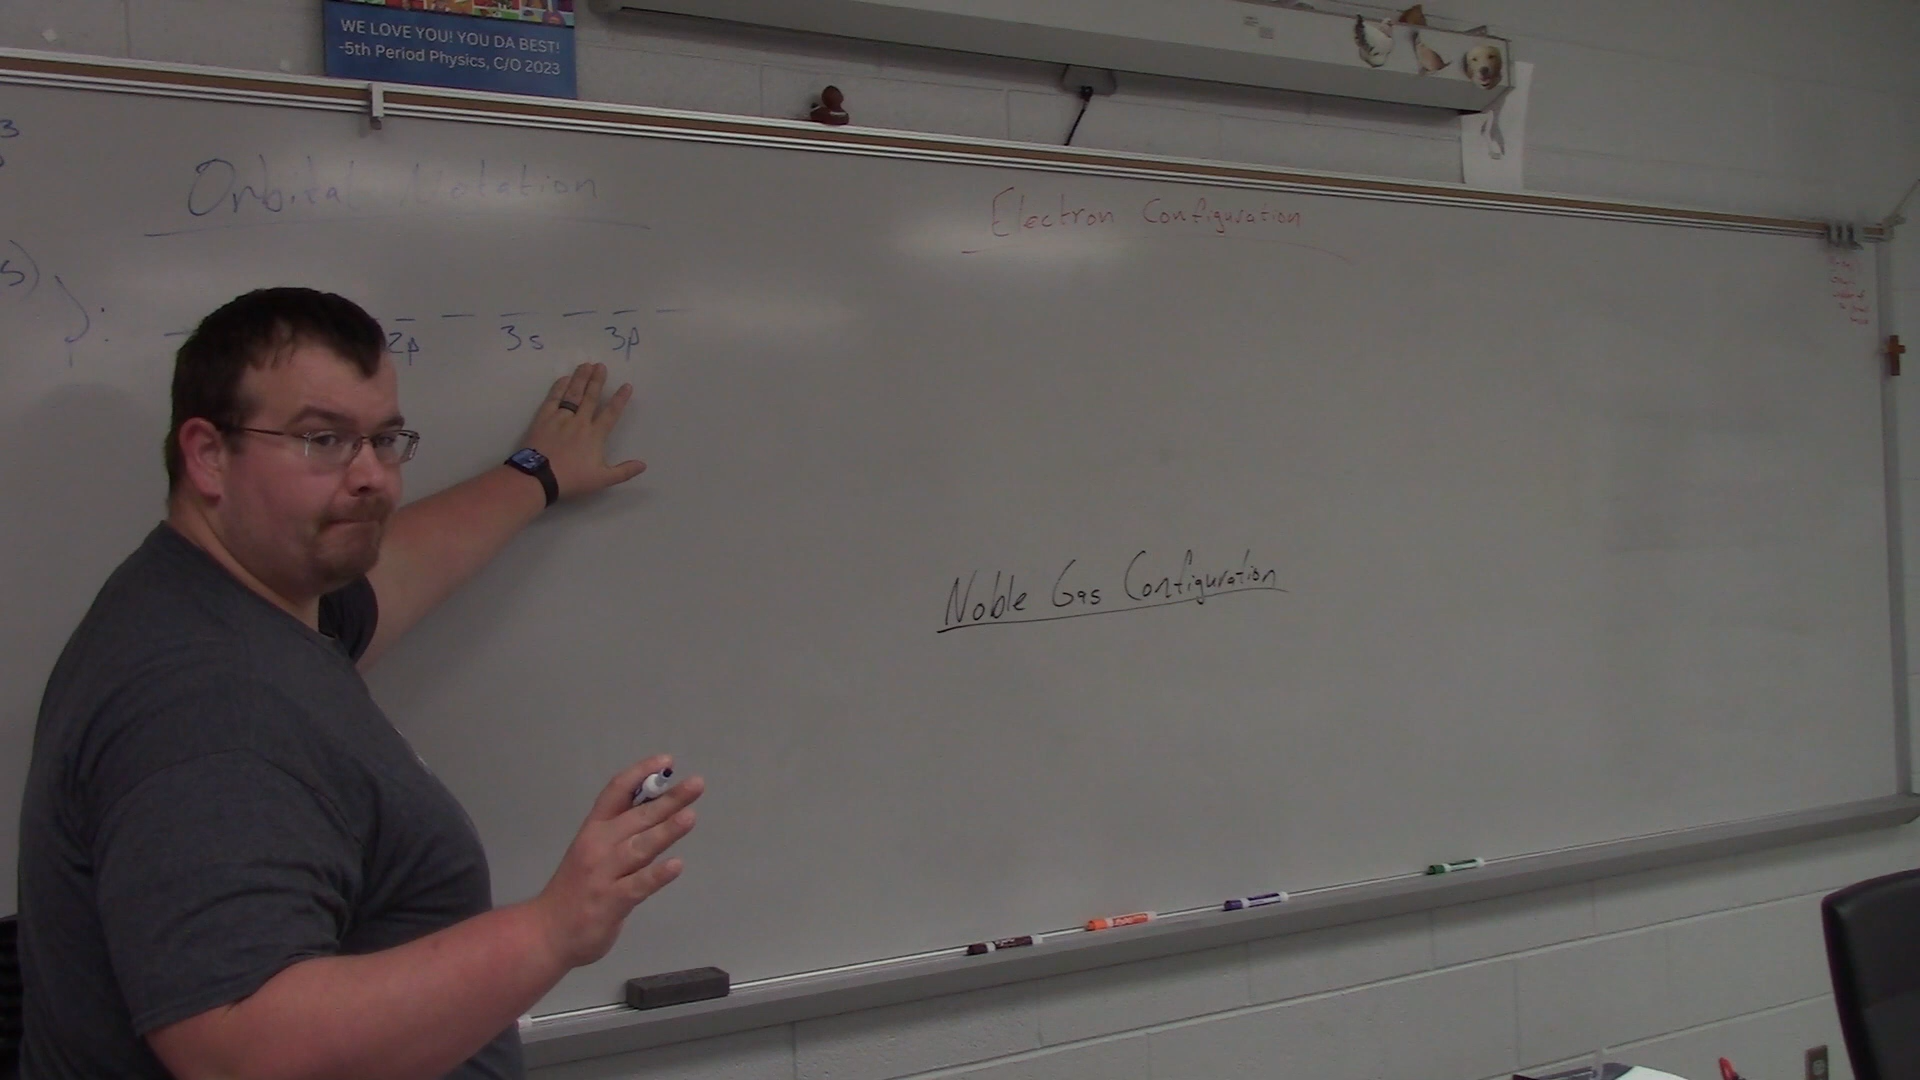 WE LOVE YOU! YOU DA BEST!
-5th Period Physics, C/O 2023
3
Orbital Notation
Electron Configuration
s)
:
2p 3s 3p
Noble Gas Configuration